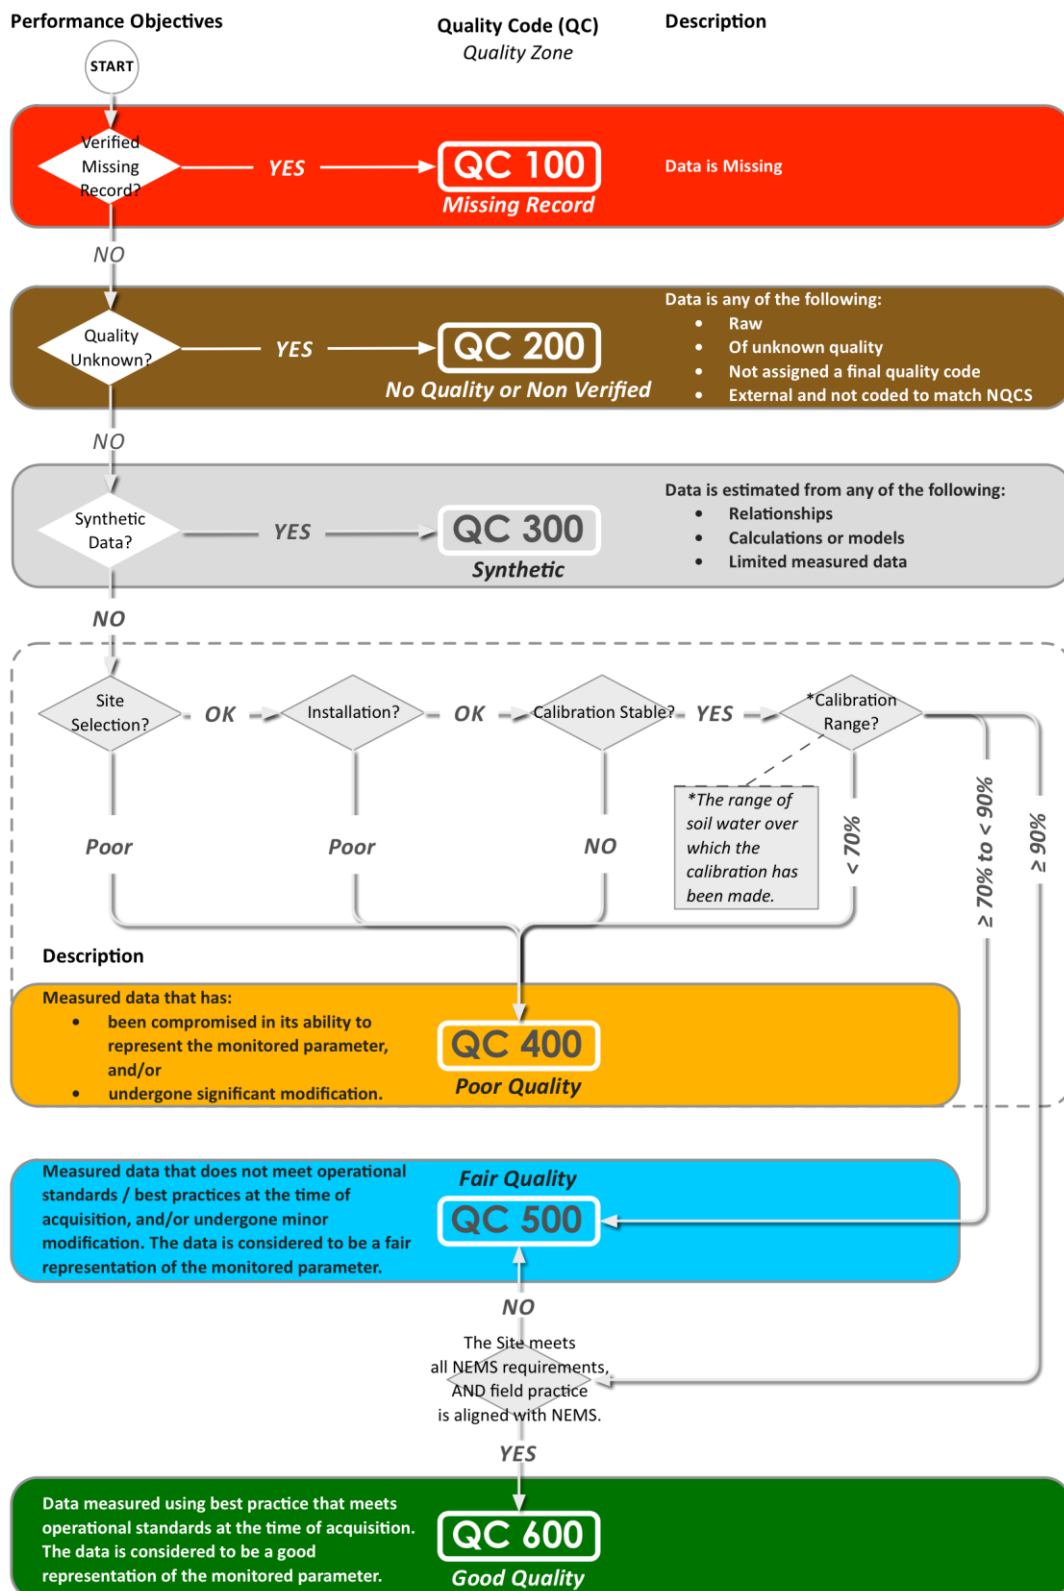 Performance Objectives
Quality Code (QC)
Quality Zone
Description
START
Verified
Missing
Record?
YES
QC 100
Missing Record
Data is Missing
NO
Quality
Unknown?
YES
QC 200
No Quality or Non Verified
Data is any of the following:
• Raw
• Of unknown quality
• Not assigned a final quality code
• External and not coded to match NQCS
NO
Synthetic
Data?
YES
QC 300
Synthetic
Data is estimated from any of the following:
• Relationships
• Calculations or models
• Limited measured data
NO
Site
Selection?
OK
Installation?
OK
Calibration Stable?
YES
*Calibration
Range?
Poor
Poor
NO
*The range of
soil water over
which the
calibration has
been made.
< 70%
≥ 70% to < 90%
≥ 90%
Description
Measured data that has:
• been compromised in its ability to
represent the monitored parameter,
and/or
• undergone significant modification.
QC 400
Poor Quality
Measured data that does not meet operational
standards / best practices at the time of
acquisition, and/or undergone minor
modification. The data is considered to be a fair
representation of the monitored parameter.
Fair Quality
QC 500
NO
The Site meets
all NEMS requirements,
AND field practice
is aligned with NEMS.
YES
Data measured using best practice that meets
operational standards at the time of acquisition.
The data is considered to be a good
representation of the monitored parameter.
QC 600
Good Quality